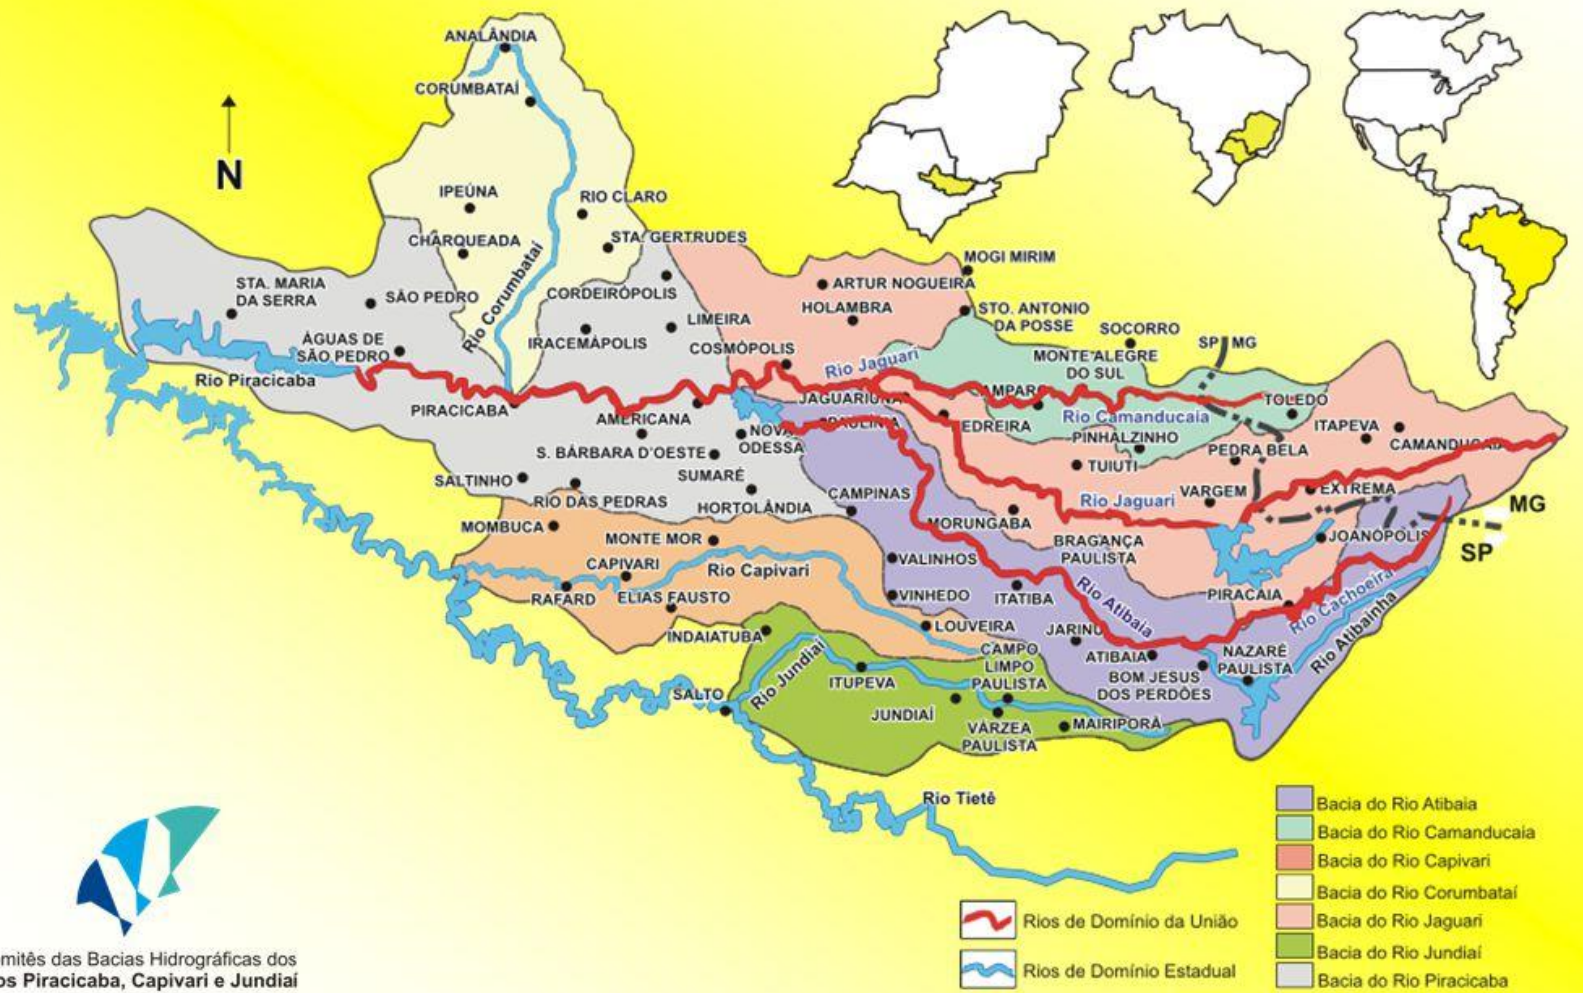 ANALÂNDIA
CORUMBATAÍ
N
IPEÚNA
RIO CLARO
CHARQUEADA
STA. GERTRUDES
Rio Corumbataí
CORDEIRÓPOLIS
STA. MARIA
DA SERRA
SÃO PEDRO
LIMEIRA
IRACEMÁPOLIS
ÁGUAS DE
SÃO PEDRO
Rio Piracicaba
PIRACICABA
MOGI MIRIM
ARTUR NOGUEIRA
HOLAMBRA
STO. ANTONIO
DA POSSE
COSMÓPOLIS
Rio Jaguari
SOCORRO
MONTE ALEGRE
DO SUL
SP MG
AMPARO
JAGUARIUNA
Rio Camanducaia
TOLEDO
ITAPEVA
CAMANDUCAIA
AMERICANA
NOVA
ODESSA
PAULÍNIA
EDREIRA
PINHALZINHO
PEDRA BELA
TUIUTI
S. BÁRBARA D'OESTE
SUMARÉ
SALTINHO
RIO DAS PEDRAS
HORTOLÂNDIA
CAMPINAS
Rio Jaguari
VARGEM
EXTREMA
MG
SP
MOMBUCA
MONTE MOR
MORUNGABA
BRAGANÇA
PAULISTA
JOANÓPOLIS
CAPIVARI
Rio Capivari
VALINHOS
RAFARD
ELIAS FAUSTO
VINHEDO
ITATIBA
Rio Atibaia
PIRACAIA
Rio Cachoeira
Rio Atibainha
INDAIATUBA
LOUVEIRA
JARINU
ATIBAIA
NAZARÉ
PAULISTA
CAMPO
LIMPO
PAULISTA
BOM JESUS
DOS PERDÕES
SALTO
Rio Jundiaí
ITUPEVA
JUNDIAÍ
VÁRZEA
PAULISTA
MAIRIPORÃ
Rio Tietê
Bacia do Rio Atibaia
Bacia do Rio Camanducaia
Bacia do Rio Capivari
Bacia do Rio Corumbataí
Bacia do Rio Jaguari
Bacia do Rio Jundiaí
Bacia do Rio Piracicaba
Rios de Domínio da União
Rios de Domínio Estadual
mitês das Bacias Hidrográficas dos
os Piracicaba, Capivari e Jundiaí